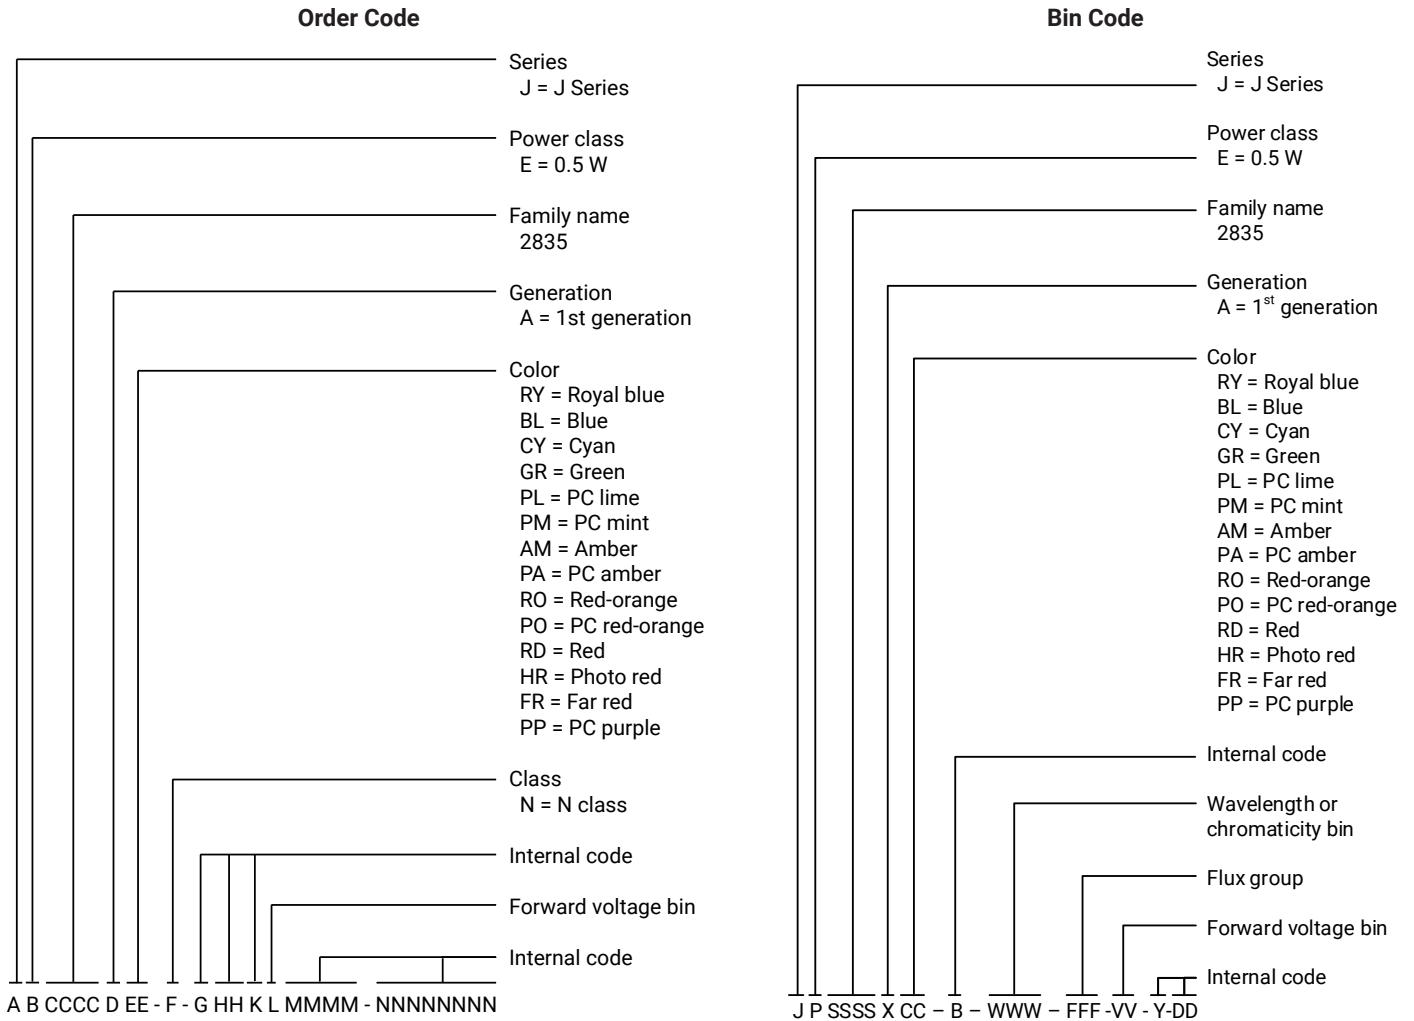 Order Code
Series
J = J Series
Power class
E = 0.5 W
Family name
2835
Generation
A = 1st generation
Color
RY = Royal blue
BL = Blue
CY = Cyan
GR = Green
PL = PC lime
PM = PC mint
AM = Amber
PA = PC amber
RO = Red-orange
PO = PC red-orange
RD = Red
HR = Photo red
FR = Far red
PP = PC purple
Class
N = N class
Internal code
Forward voltage bin
Internal code
A B CCCC D EE - F - G HH K L MMMM - NNNNNNNN
Bin Code
Series
J = J Series
Power class
E = 0.5 W
Family name
2835
Generation
A = 1st generation
Color
RY = Royal blue
BL = Blue
CY = Cyan
GR = Green
PL = PC lime
PM = PC mint
AM = Amber
PA = PC amber
RO = Red-orange
PO = PC red-orange
RD = Red
HR = Photo red
FR = Far red
PP = PC purple
Internal code
Wavelength or
chromaticity bin
Flux group
Forward voltage bin
Internal code
J P SSSS X CC – B – WWW – FFF -VV - Y-DD